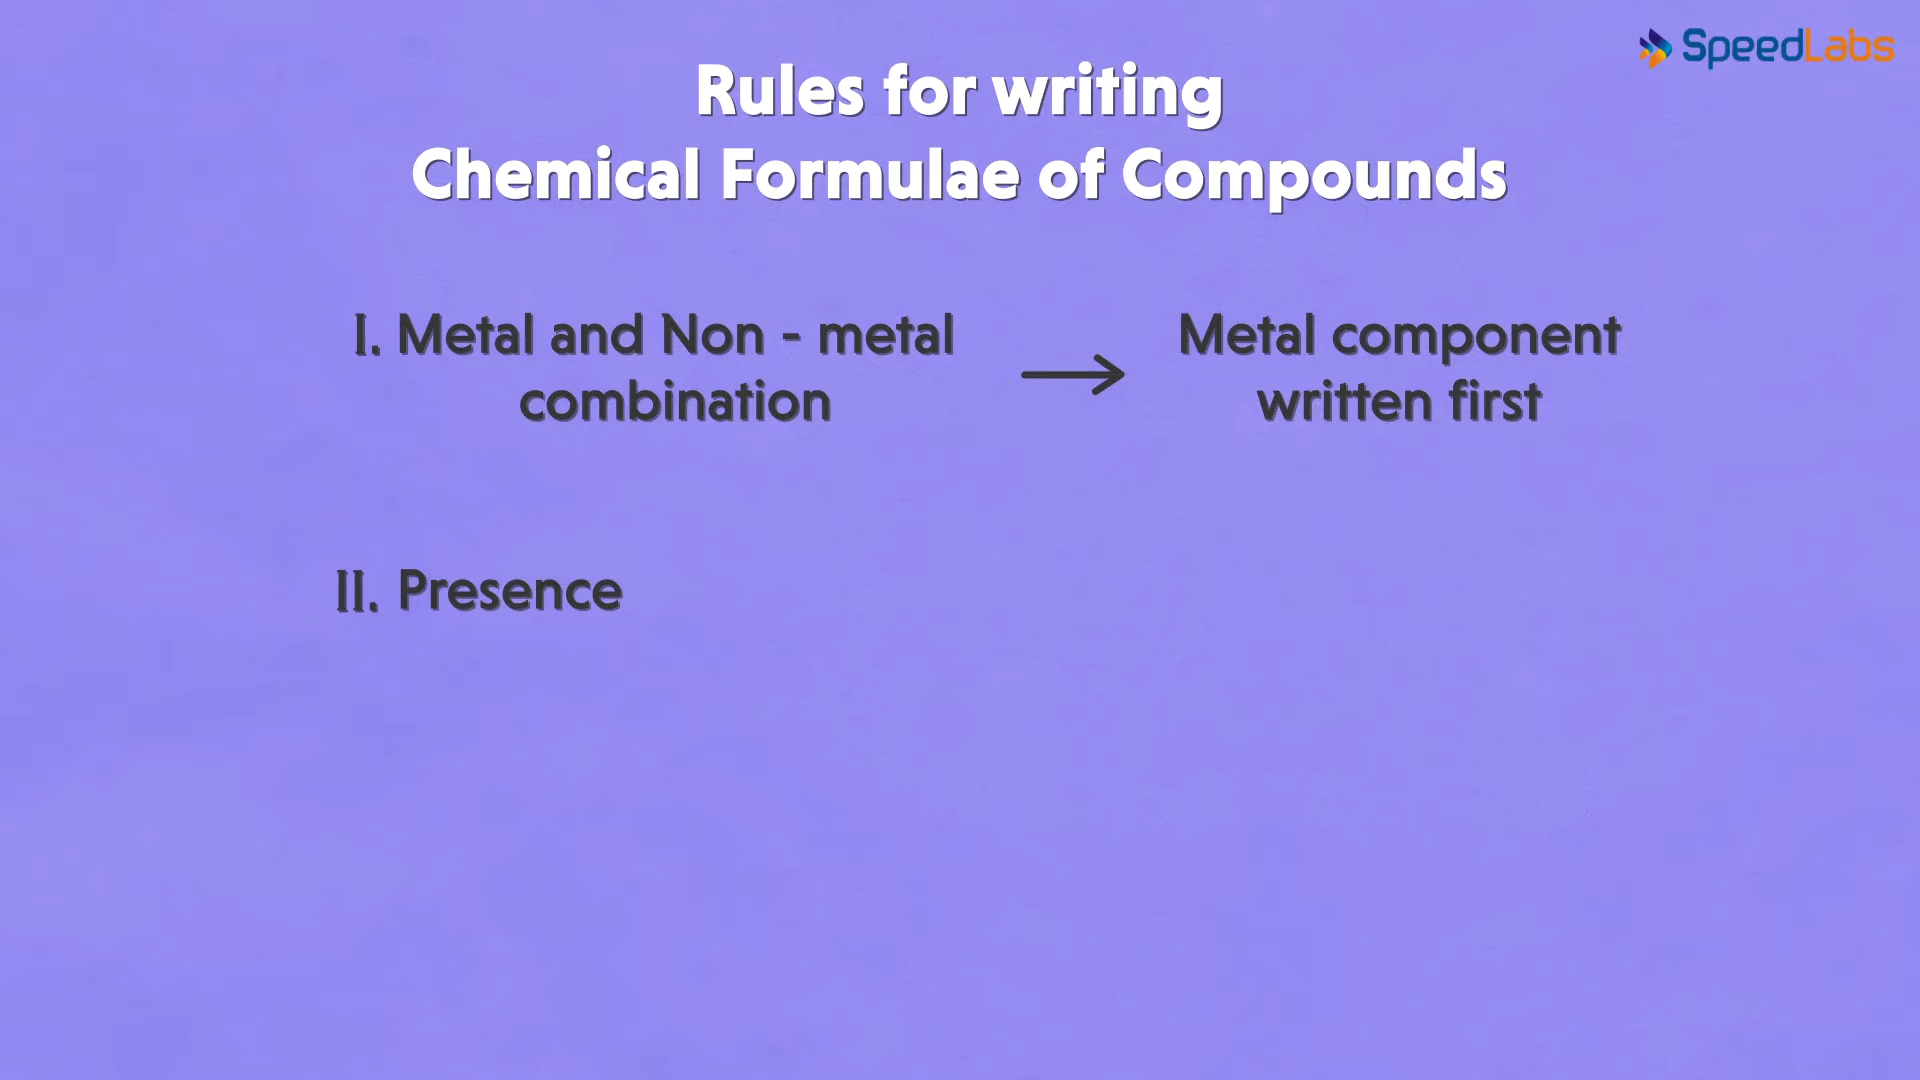 SpeedLabs
Rules for writing
Chemical Formulae of Compounds
I. Metal and Non - metal
combination
Metal component
written first
II. Presence